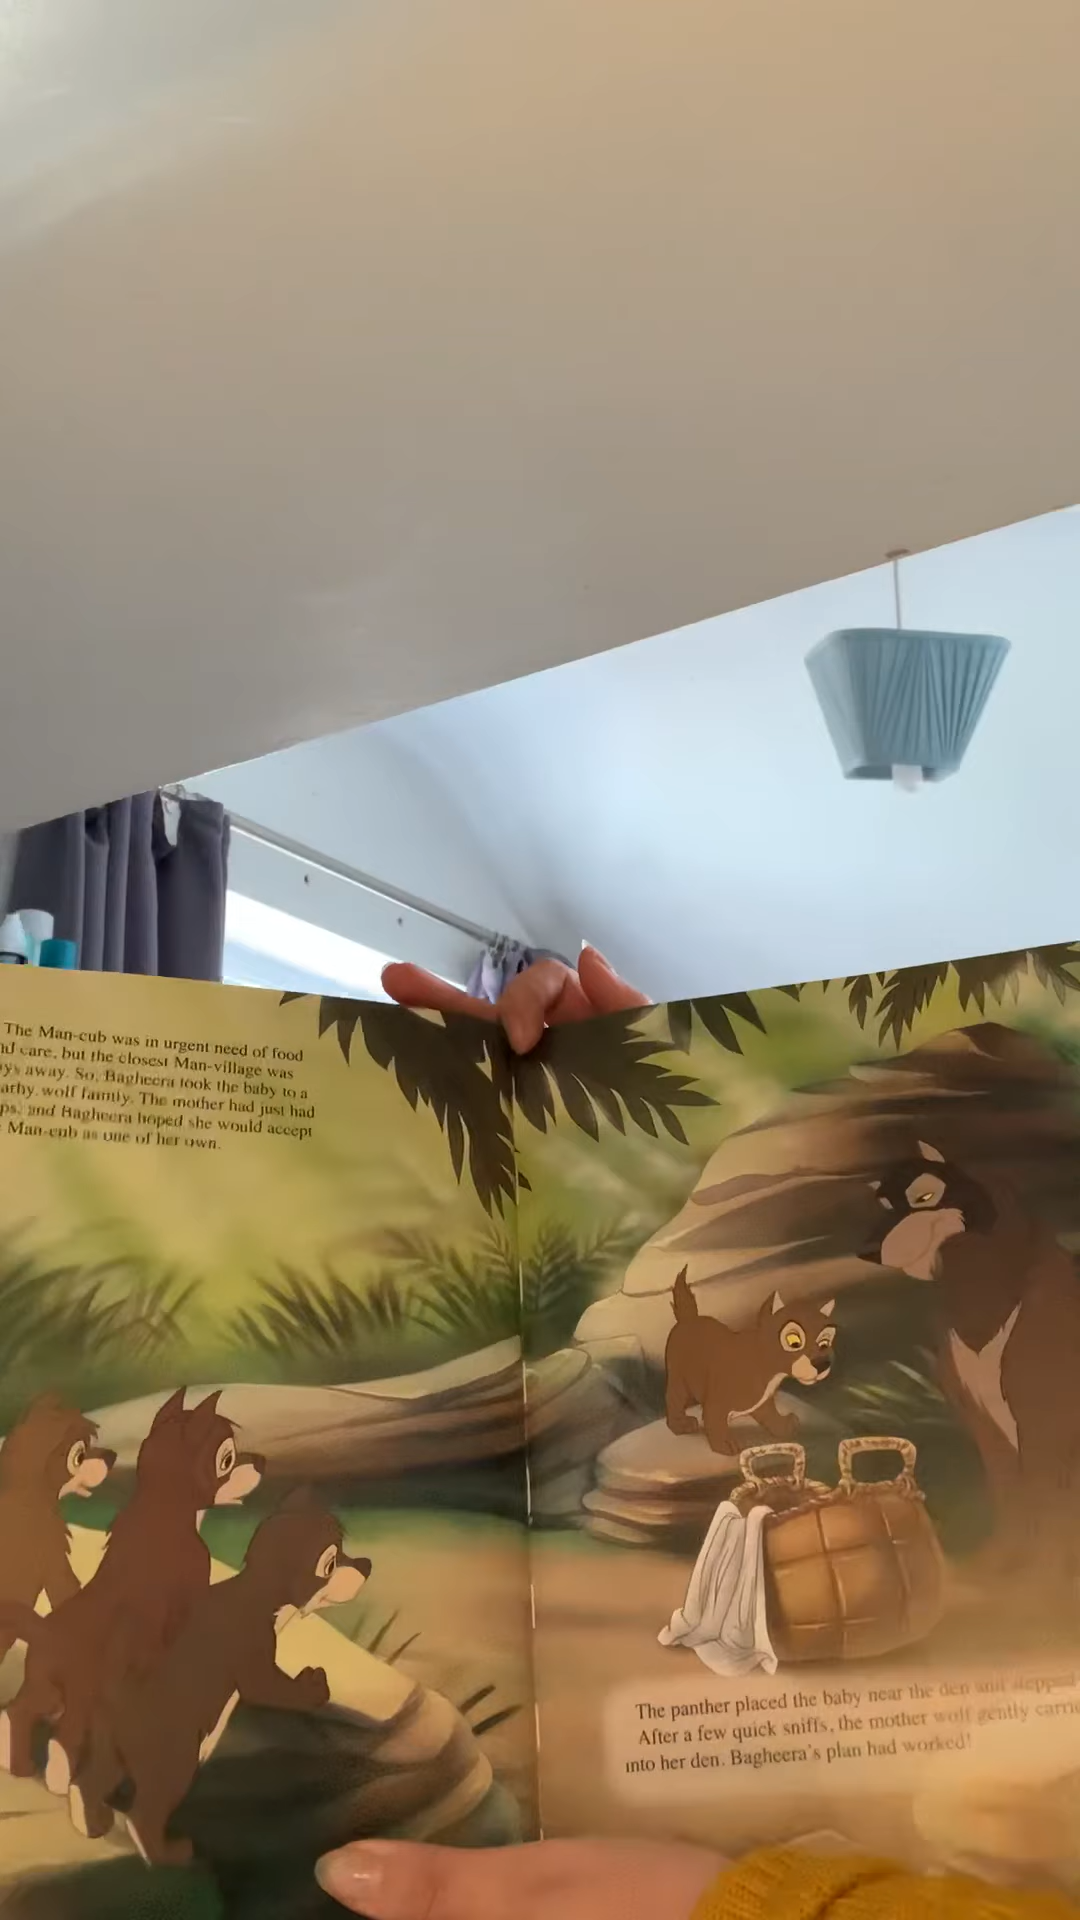 The Man-cub was in urgent need of food
care, but the closest Man-village was
away. So, Bagheera took the baby to a
wolf family. The mother had just had
and Bagheera hoped she would accept
Man-cub as one of her own.
The panther placed the baby near the den and stepped
After a few quick sniffs, the mother wolf gently
into her den. Bagheera's plan had worked!